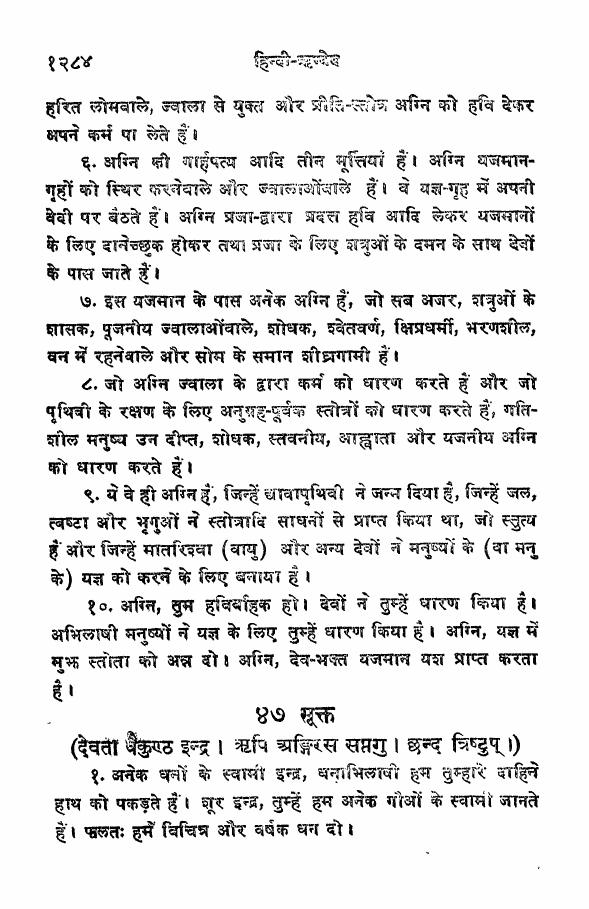 १२८४ हिन्दी-ऋग्वेद
हरित लोमवाले, ज्वाला से युक्त और प्रीति-स्तोत्र अग्नि को हवि देकर
अपने कर्म पा लेते हैं।
६. अग्नि की गार्हपत्य आदि तीन मूर्त्तियां हैं। अग्नि यजमान-
गृहों को स्थिर करनेवाले और ज्वालाओंवाले हैं। वे यज्ञ-गृह में अपनी
वेदी पर बैठते हैं। अग्नि प्रजा-द्वारा प्रदत्त हवि आदि लेकर यजमानों
के लिए दानेच्छुक होकर तथा प्रजा के लिए शत्रुओं के दमन के साथ देवों
के पास जाते हैं।
७. इस यजमान के पास अनेक अग्नि हैं, जो सब अजर, शत्रुओं के
शासक, पूजनीय ज्वालाओंवाले, शोधक, श्वेतवर्ण, क्षिप्रधर्मी, भरणशील,
वन में रहनेवाले और सोम के समान शीघ्रगामी हैं।
८. जो अग्नि ज्वाला के द्वारा कर्म को धारण करते हैं और जो
पृथिवी के रक्षण के लिए अनुग्रह-पूर्वक स्तोत्रों को धारण करते हैं, गति-
शील मनुष्य उन दीप्त, शोधक, स्तवनीय, आह्वाता और यजनीय अग्नि
को धारण करते हैं।
९. ये वे ही अग्नि हैं, जिन्हें द्यावापृथिवी ने जन्म दिया है, जिन्हें जल,
त्वष्टा और भृगुओं ने स्तोत्रादि साधनों से प्राप्त किया था, जो स्तुत्य
हैं और जिन्हें मातरिश्वा (वायु) और अन्य देवों ने मनुष्यों के (वा मनु
के) यज्ञ को करने के लिए बनाया है।
१०. अग्नि, तुम हविर्वाहक हो। देवों ने तुम्हें धारण किया है।
अभिलाषी मनुष्यों ने यज्ञ के लिए तुम्हें धारण किया है। अग्नि, यज्ञ में
मुझ स्तोता को अन्न दो। अग्नि, देव-भक्त यजमान यश प्राप्त करता
है।
४७ सूक्त
(देवता वैकुण्ठ इन्द्र। ऋषि अङ्गिरस सप्तगु। छन्द त्रिष्टुप्।)
१. अनेक धनों के स्वामी इन्द्र, धनाभिलाषी हम तुम्हारे दाहिने
हाथ को पकड़ते हैं। शूर इन्द्र, तुम्हें हम अनेक गौओं के स्वामी जानते
हैं। फलतः हमें विचित्र और वर्षक धन दो।